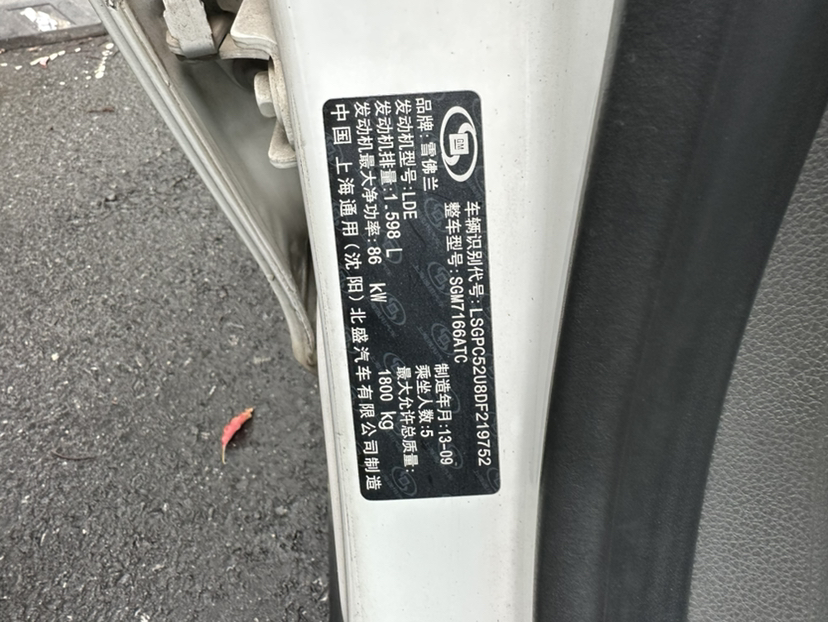 GM
车辆识别代号:LSGPC52U8DF219752
整车型号:SGM7166ATC
品牌:雪佛兰 制造年月:13-09
发动机型号:LDE 乘坐人数:5
发动机排量:1.598 L 最大允许总质量:
发动机最大净功率:86 kW 1800 kg
中国 上海通用(沈阳)北盛汽车有限公司制造